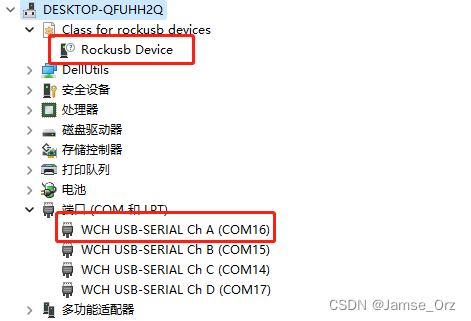 DESKTOP-QFUHH2Q
Class for rockusb devices
Rockusb Device
DellUtils
安全设备
处理器
磁盘驱动器
存储控制器
打印队列
电池
端口 (COM 和 LPT)
WCH USB-SERIAL Ch A (COM16)
WCH USB-SERIAL Ch B (COM15)
WCH USB-SERIAL Ch C (COM14)
WCH USB-SERIAL Ch D (COM17)
多功能适配器
CSDN @Jamse_Orz